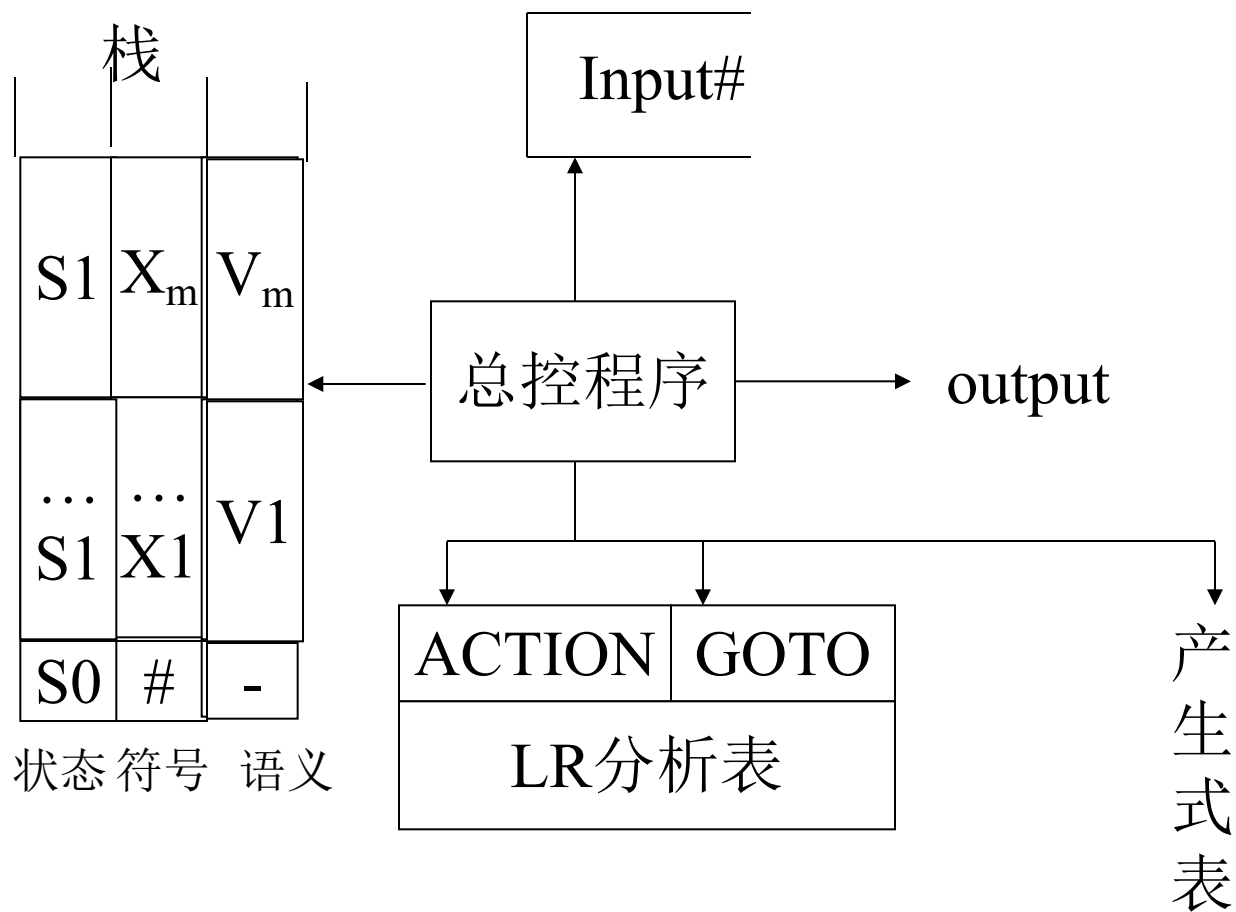 栈
Input#
S1 Xm Vm
总控程序
output
… …
S1 X1 V1
S0 # -
状态 符号 语义
ACTION GOTO
LR分析表
产生式表